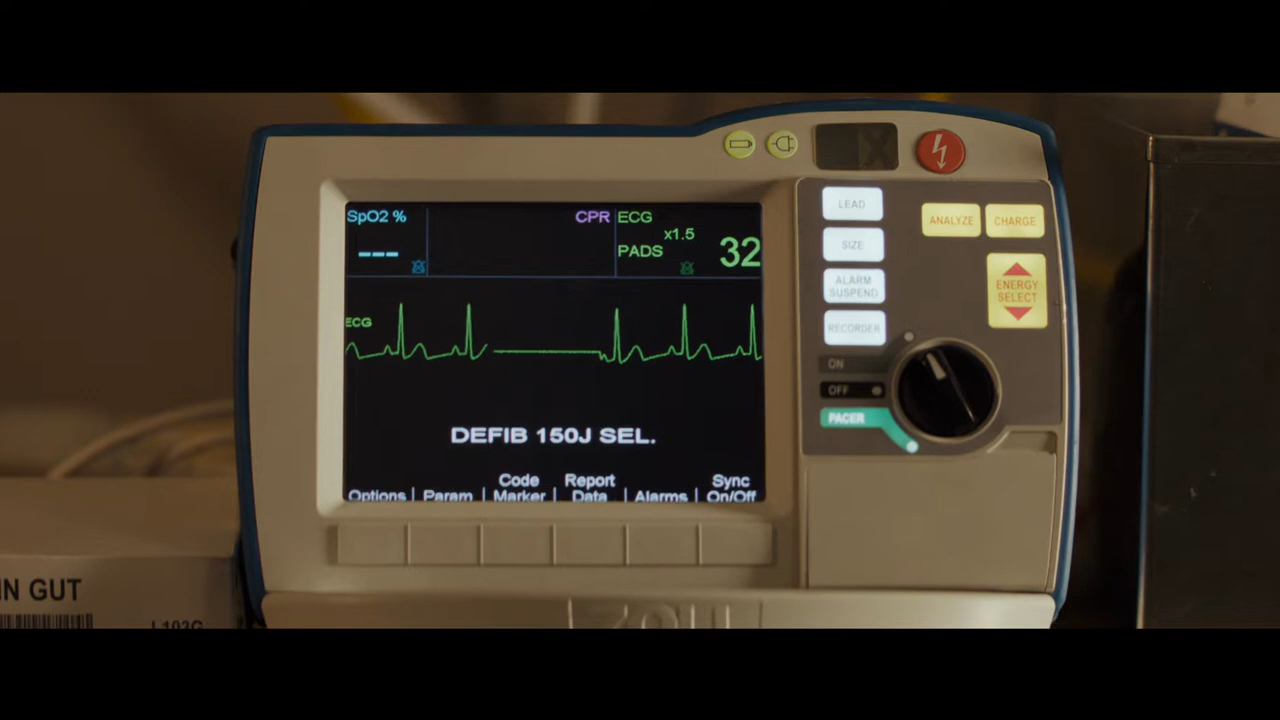 SpO2 %
---
CPR
ECG
x1.5
PADS
32
ECG
DEFIB 150J SEL.
Options
Param
Code
Marker
Report
Data
Alarms
Sync
On/Off
LEAD
SIZE
ALARM
SUSPEND
RECORDER
ANALYZE
CHARGE
ENERGY
SELECT
ON
OFF
PACER
IN GUT
L103G